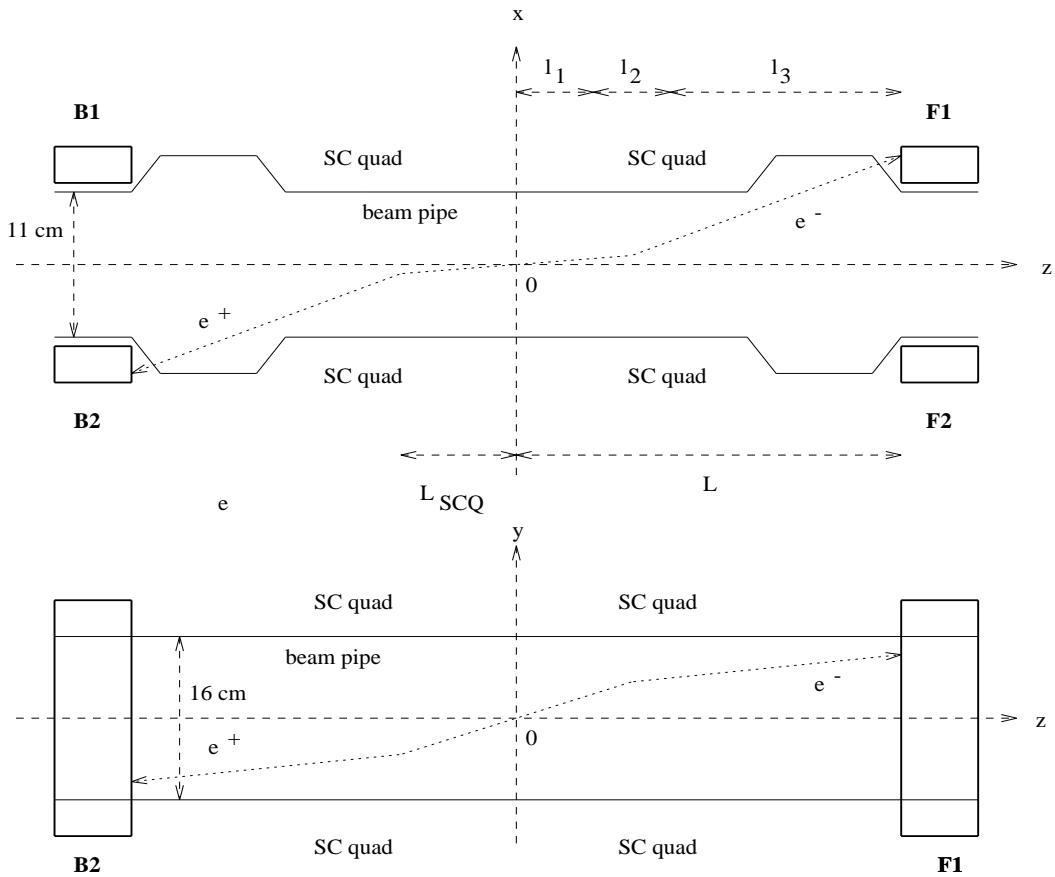 x
l1 l2 l3
B1 F1
SC quad SC quad
beam pipe
11 cm
e -
z
0
e +
SC quad SC quad
B2 F2
L SCQ L
e
y
SC quad SC quad
beam pipe
e -
16 cm
z
0
e +
SC quad SC quad
B2 F1